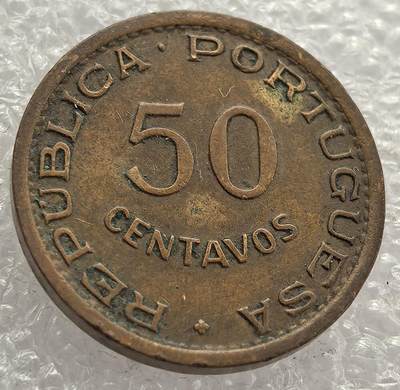 REPUBLICA · PORTUGUESA
50
CENTAVOS